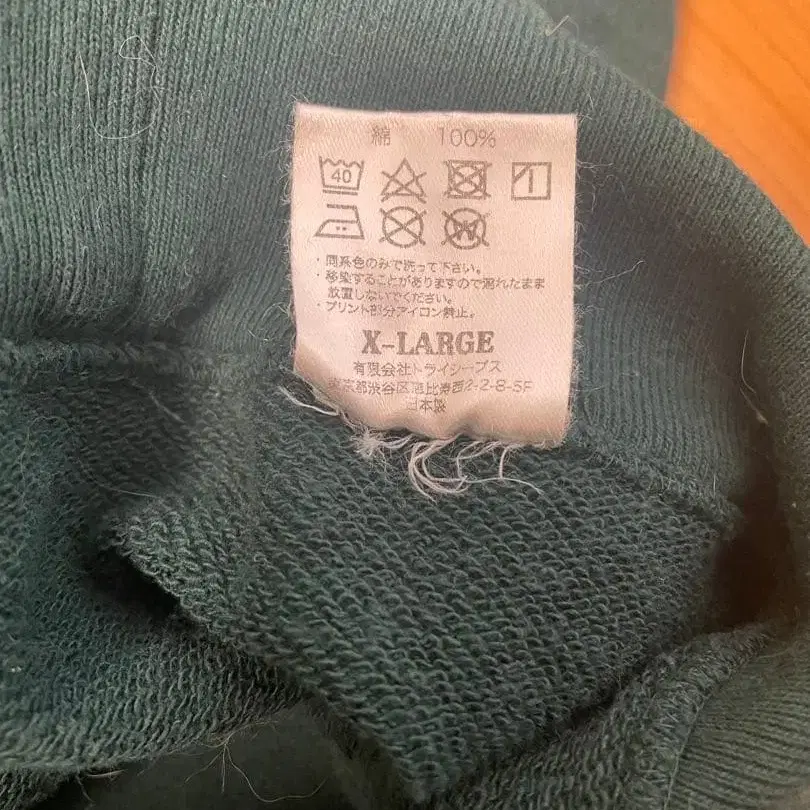 綿 100%
40
W
・同系色のみで洗って下さい。
・移染することがありますので濡れたまま
放置しないでください。
・プリント部分アイロン禁止。
X-LARGE
有限会社トライシープス
東京都渋谷区恵比寿西2-2-8-5F
日本製